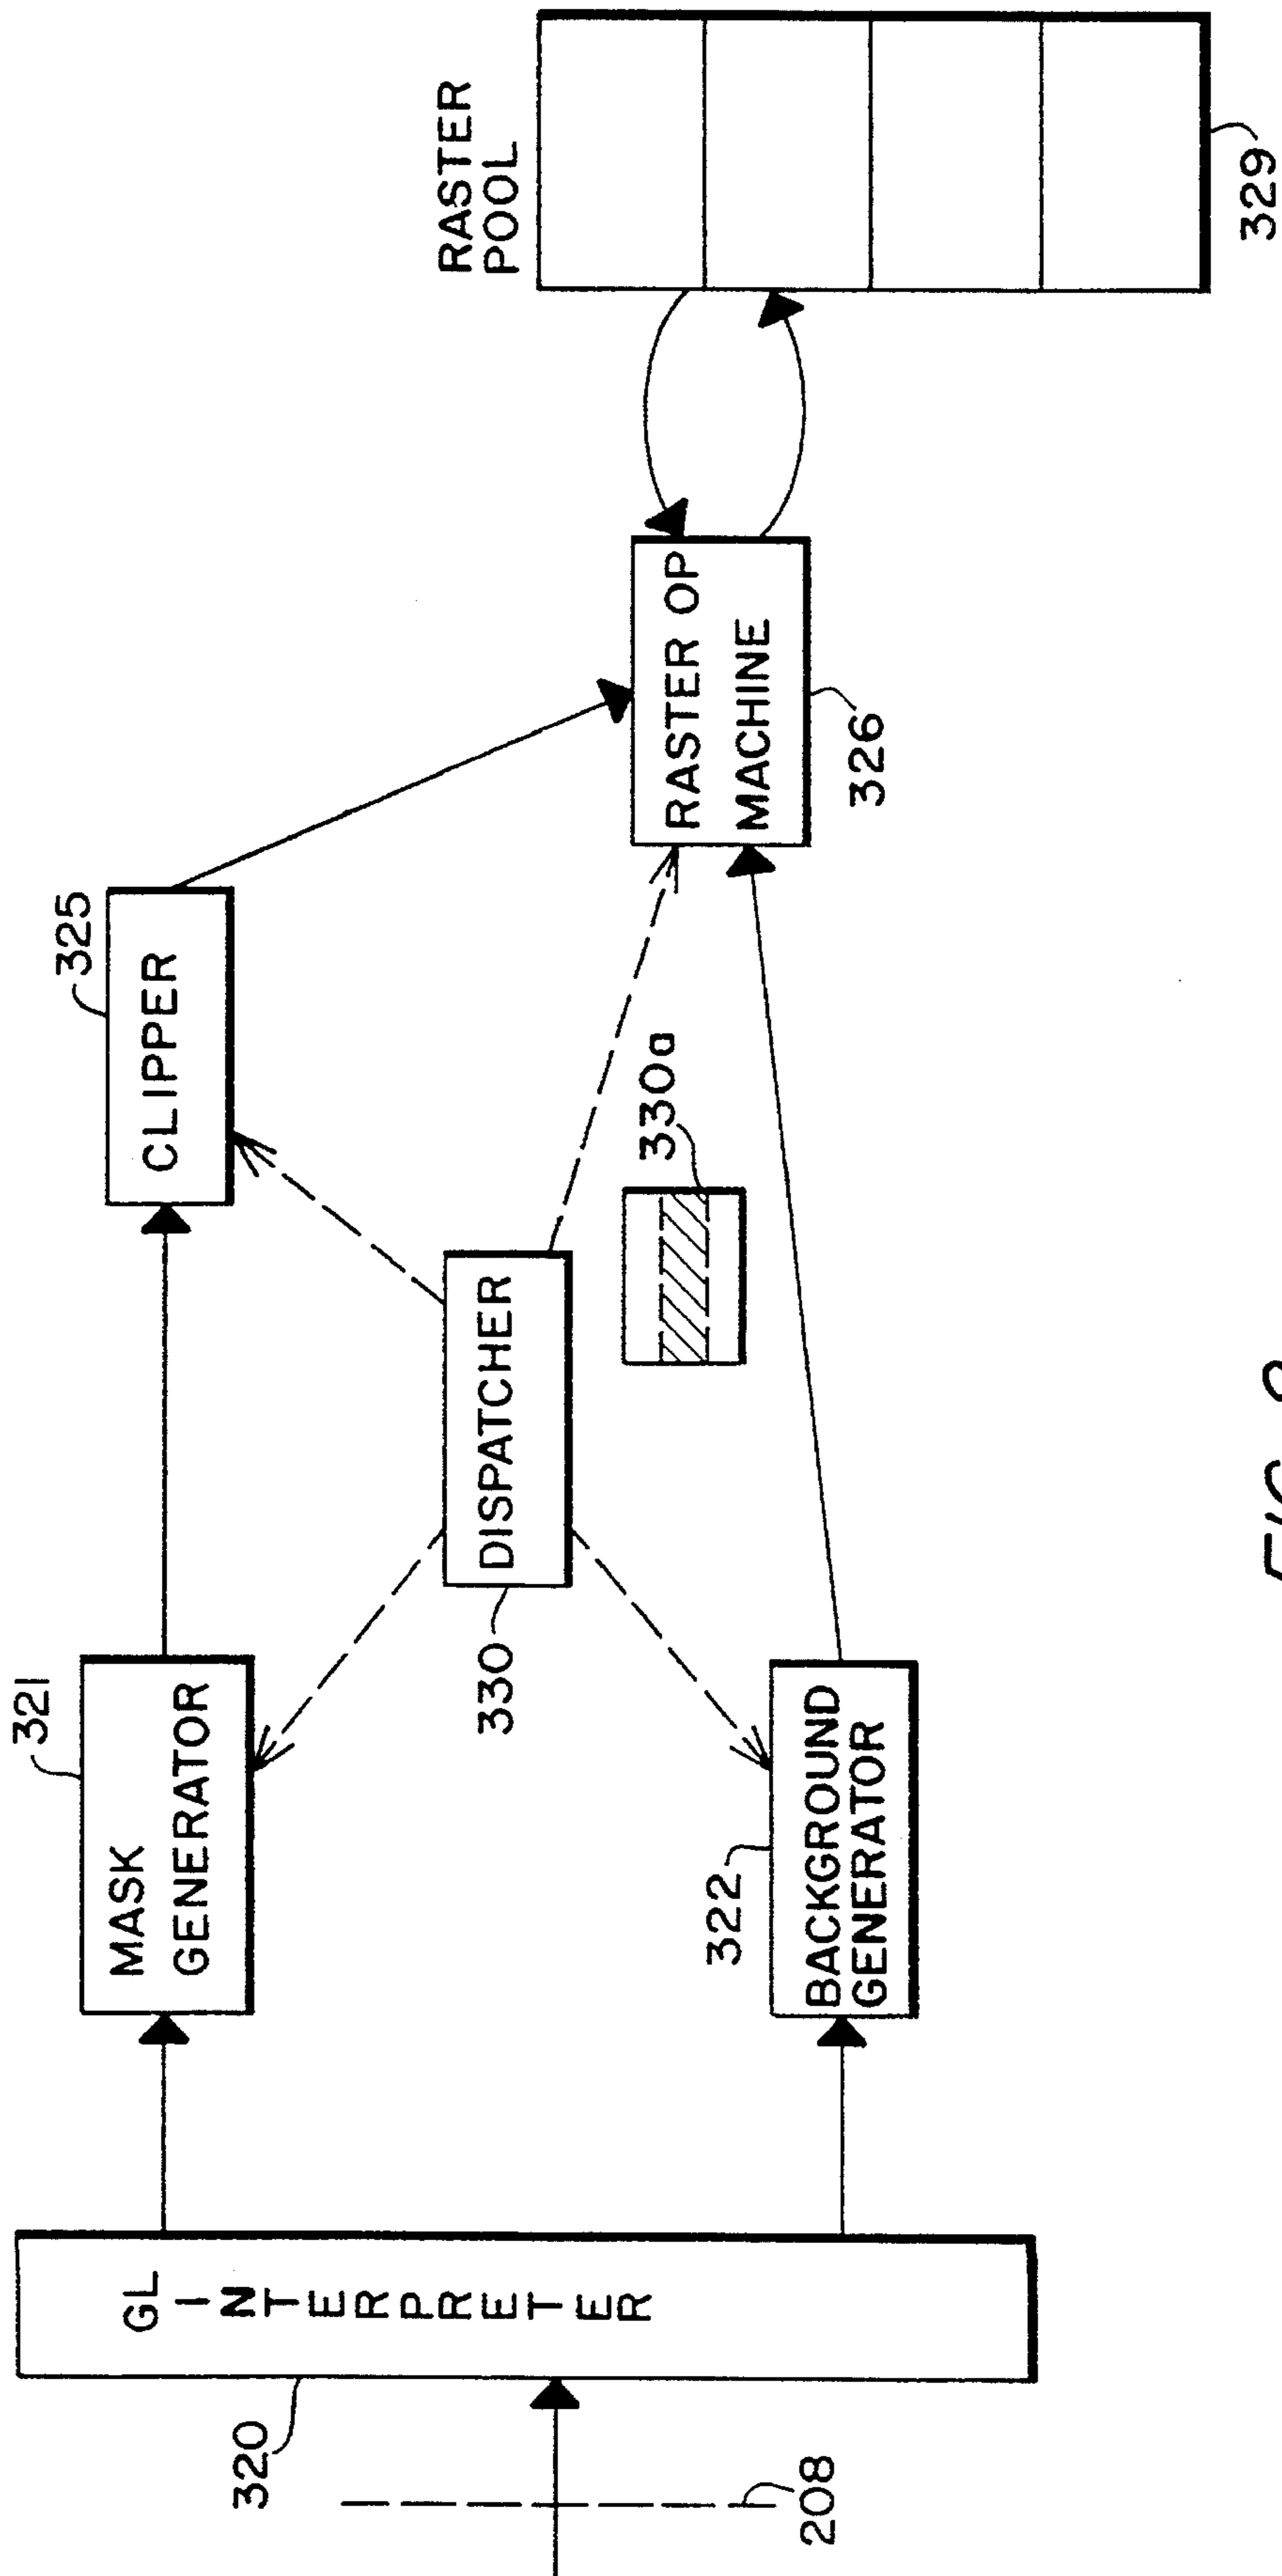 321
MASK
GENERATOR
325
CLIPPER
RASTER
POOL
GL
INTERPRETER
320
208
DISPATCHER
330
330a
322
BACKGROUND
GENERATOR
RASTER OP
MACHINE
326
329